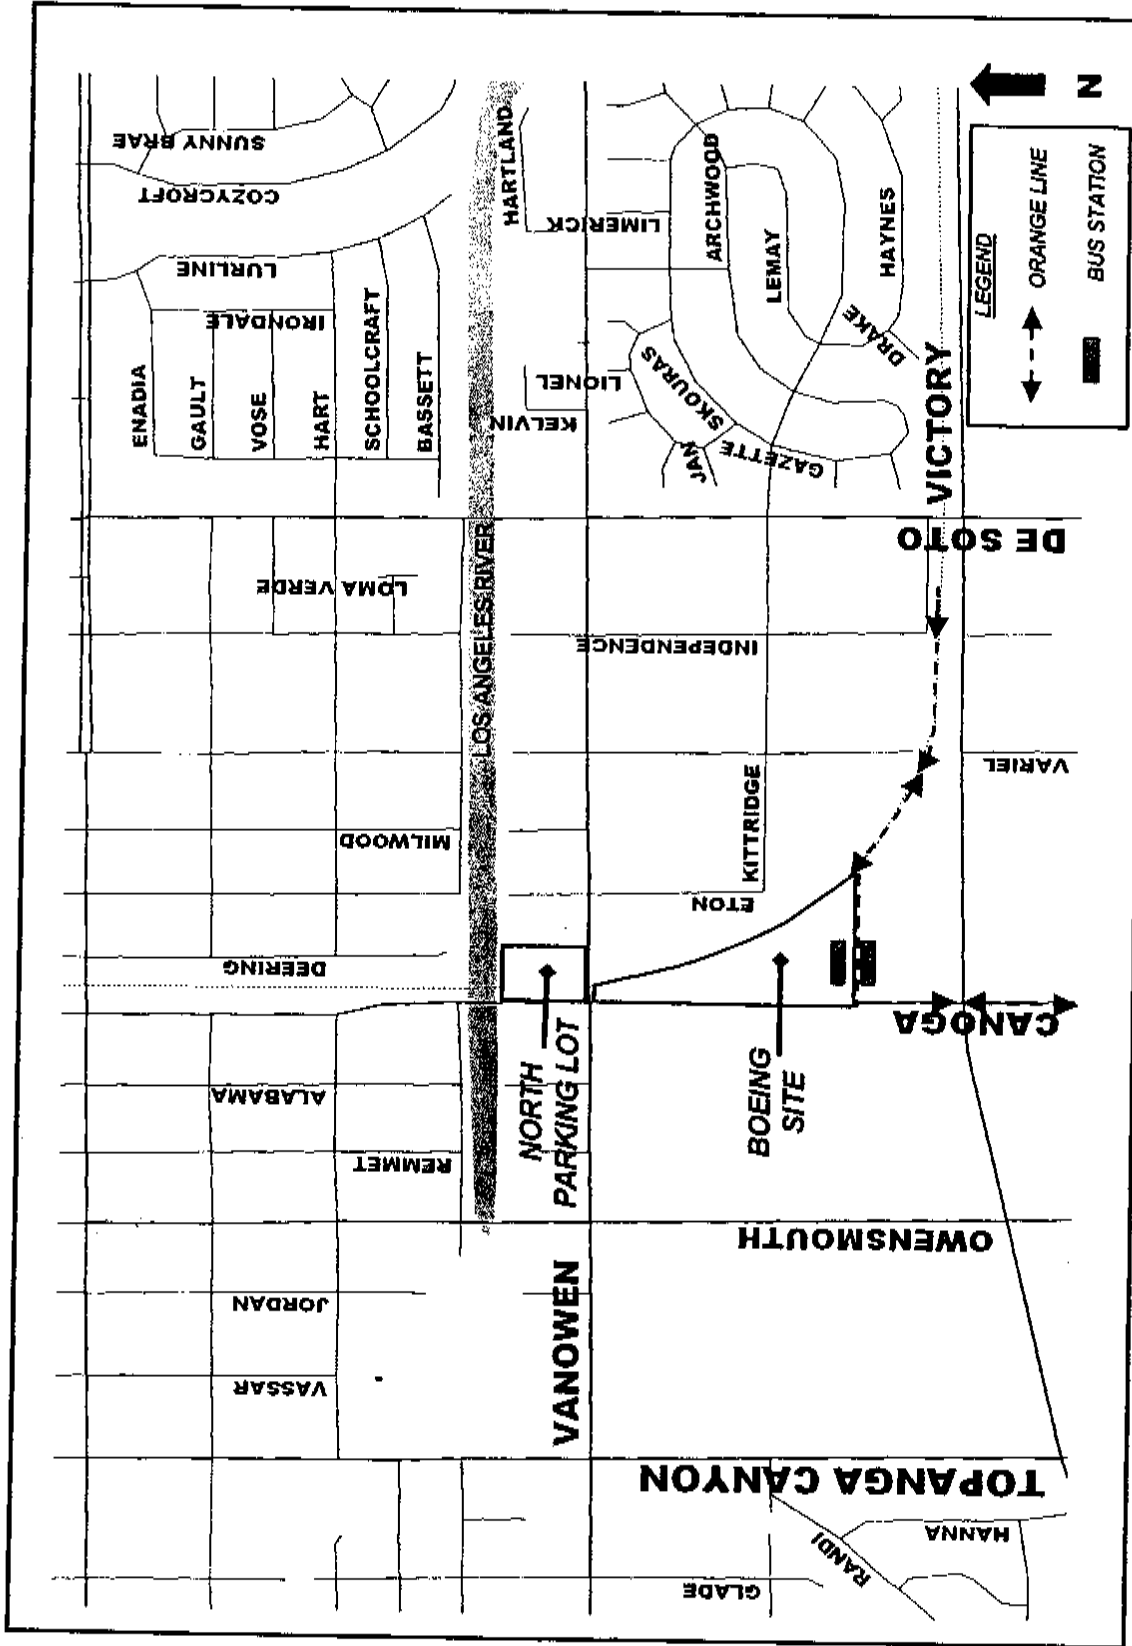 SUNNY BRAE
COZYCROFT
LURLINE
IRONDALE
ENADIA
GAULT
VOSE
HART
SCHOOLCRAFT
BASSETT
LOMA VERDE
MILWOOD
DEERING
ALABAMA
REMMET
JORDAN
VASSAR
LOS ANGELES RIVER
HARTLAND
LIMERICK
ARCHWOOD
LEMAY
HAYNES
DRAKE
LIONEL
KELVIN
SKOURAS
JAN
GAZETTE
INDEPENDENCE
KITTRIDGE
ETON
NORTH
PARKING LOT
BOEING
SITE
VANOWEN
OWENSMOUTH
TOPANGA CANYON
CANOGA
VARIEL
DE SOTO
VICTORY
GLADE
RANDI
HANNA
N
LEGEND
ORANGE LINE
BUS STATION